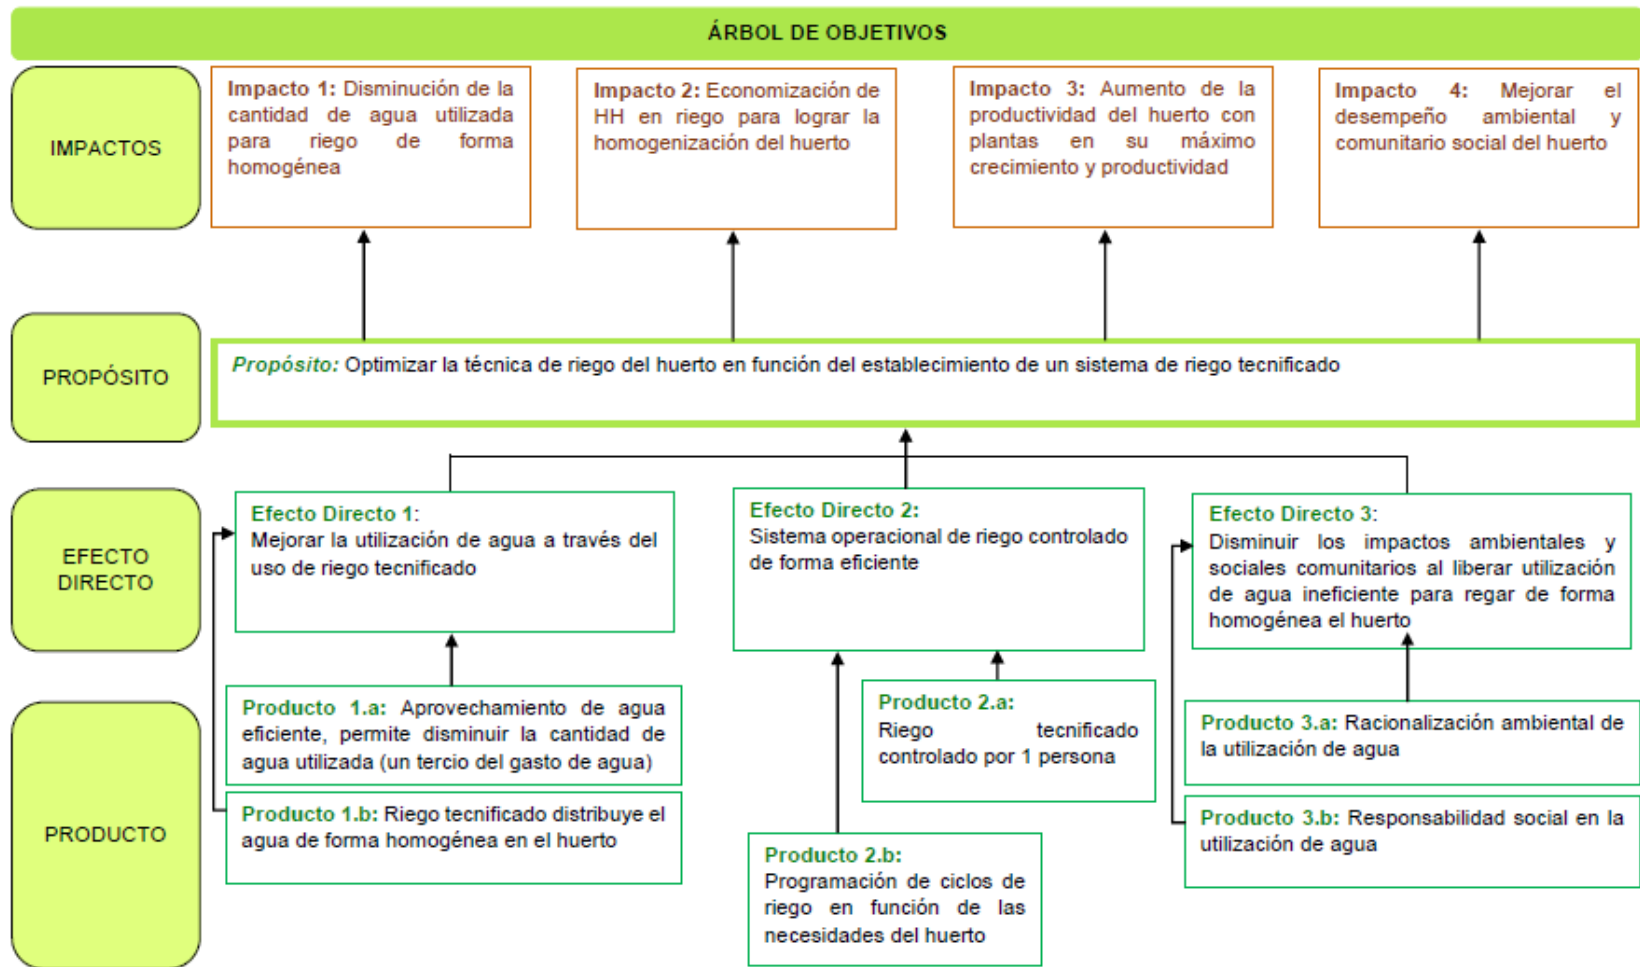 ÁRBOL DE OBJETIVOS
IMPACTOS
Impacto 1: Disminución de la
cantidad de agua utilizada
para riego de forma
homogénea
Impacto 2: Economización de
HH en riego para lograr la
homogenización del huerto
Impacto 3: Aumento de la
productividad del huerto con
plantas en su máximo
crecimiento y productividad
Impacto 4: Mejorar el
desempeño ambiental y
comunitario social del huerto
PROPÓSITO
Propósito: Optimizar la técnica de riego del huerto en función del establecimiento de un sistema de riego tecnificado
EFECTO
DIRECTO
Efecto Directo 1:
Mejorar la utilización de agua a través del
uso de riego tecnificado
Efecto Directo 2:
Sistema operacional de riego controlado
de forma eficiente
Efecto Directo 3:
Disminuir los impactos ambientales y
sociales comunitarios al liberar utilización
de agua ineficiente para regar de forma
homogénea el huerto
PRODUCTO
Producto 1.a: Aprovechamiento de agua
eficiente, permite disminuir la cantidad de
agua utilizada (un tercio del gasto de agua)
Producto 1.b: Riego tecnificado distribuye el
agua de forma homogénea en el huerto
Producto 2.a:
Riego tecnificado
controlado por 1 persona
Producto 2.b:
Programación de ciclos de
riego en función de las
necesidades del huerto
Producto 3.a: Racionalización ambiental de
la utilización de agua
Producto 3.b: Responsabilidad social en la
utilización de agua